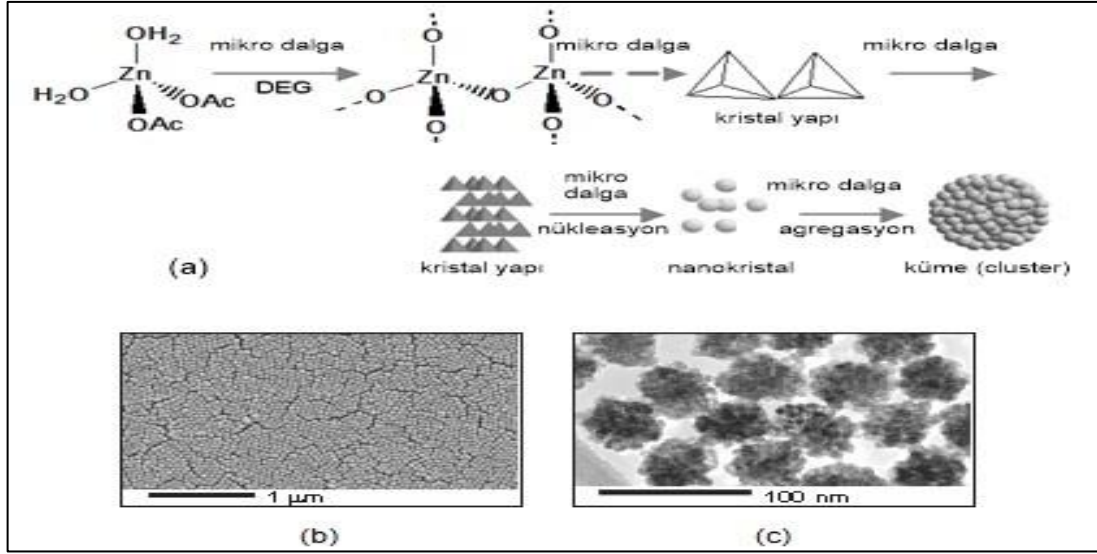 OH₂
Zn
H₂O
OAc
OAc
mikro dalga
DEG
O
O
Zn
Zn
O
O
O
O
O
mikro dalga
kristal yapı
mikro dalga
mikro
dalga
nükleasyon
mikro dalga
agregasyon
(a)
kristal yapı
nanokristal
küme (cluster)
1 µm
100 nm
(b)
(c)